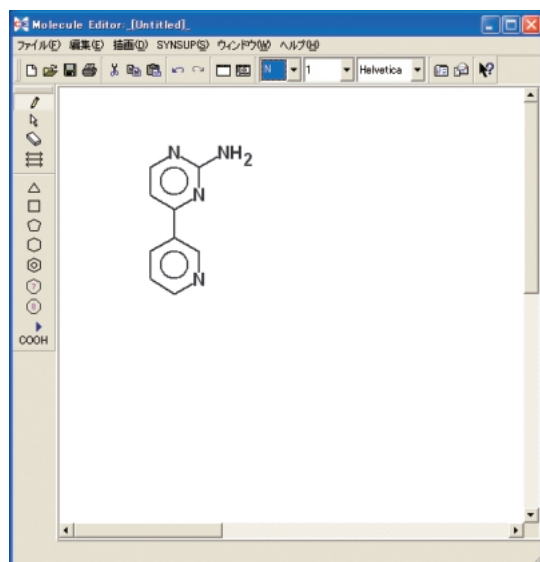 Molecule Editor:_[Untitled]_
ファイル(F) 編集(E) 描画(D) SYNSUP(S) ウィンドウ(W) ヘルプ(H)
N 1 Helvetica
N NH2
N
N
COOH